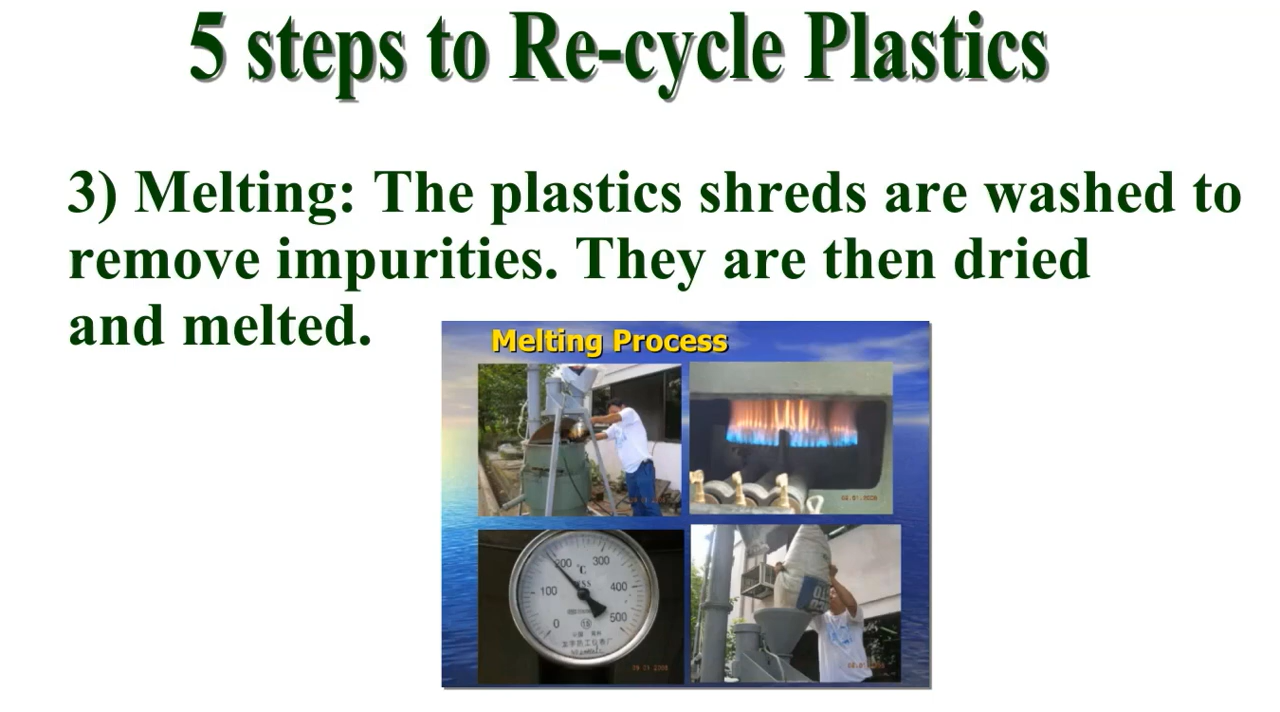 5 steps to Re-cycle Plastics
3) Melting: The plastics shreds are washed to
remove impurities. They are then dried
and melted.
Melting Process
200 °C 300
100 400
0 500